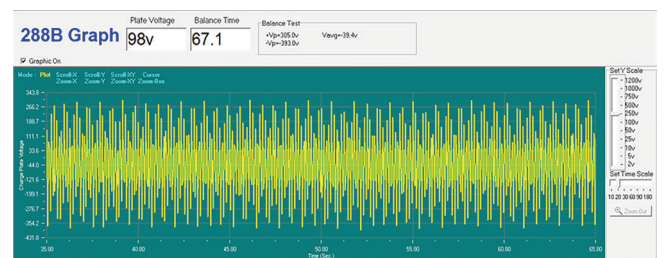 288B Graph
Plate Voltage
98v
Balance Time
67.1
Balance Test
+Vp=305.0v Vavg=-39.4v
-Vp=-393.0v
Graphic On
Mode : Plot Scroll-X Scroll-Y Scroll-XY Cursor
Zoom-X Zoom-Y Zoom-XY Zoom-Box
Charge Plate Voltage
343.8
266.2
188.7
111.1
33.6
-44.0
-121.6
-199.1
-276.7
-354.2
-431.8
35.00 40.00 45.00 50.00 55.00 60.00 65.00
Time (Sec.)
Set Y Scale
1200v
1000v
750v
500v
250v
100v
50v
25v
10v
5v
2v
Set Time Scale
10 20 30 60 90 180
Zoom Out